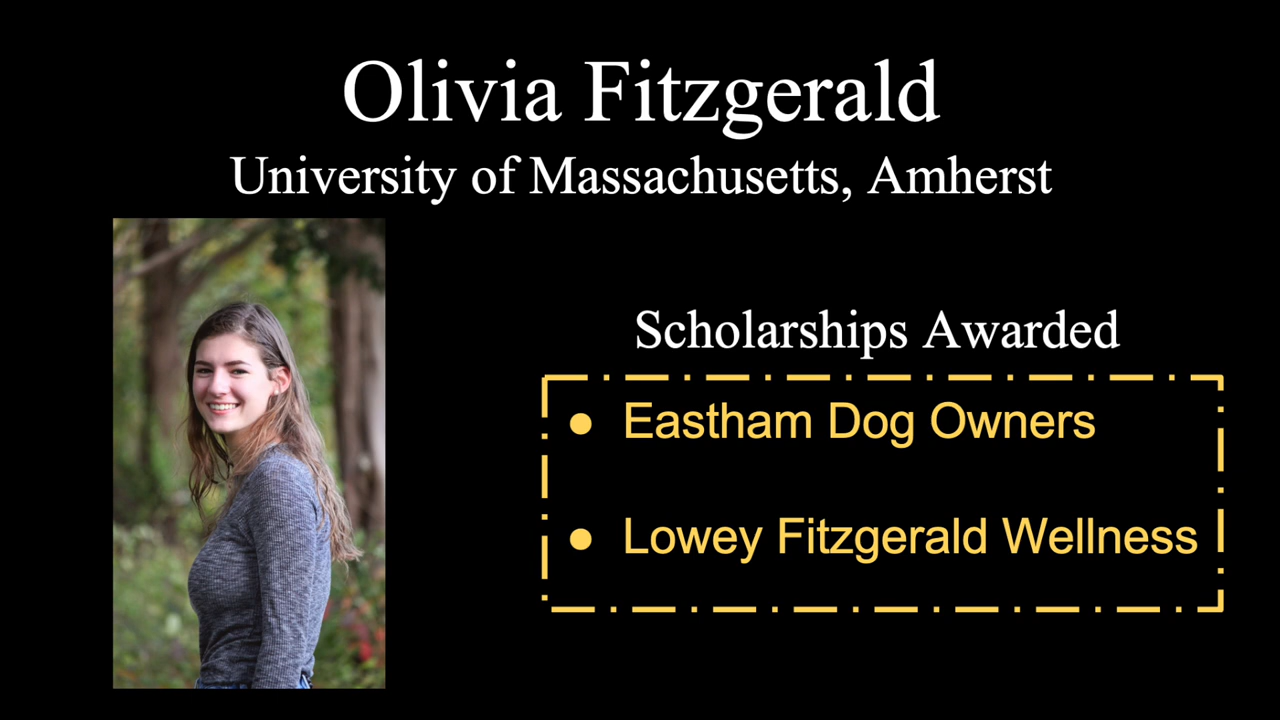 Olivia Fitzgerald
University of Massachusetts, Amherst
Scholarships Awarded
● Eastham Dog Owners
● Lowey Fitzgerald Wellness